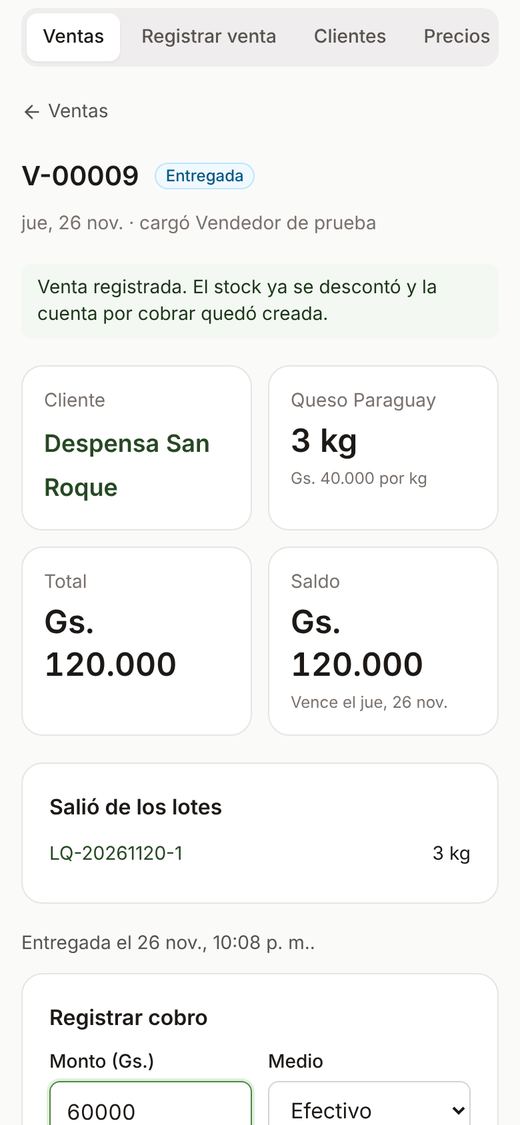 Ventas Registrar venta Clientes Precios
← Ventas
V-00009 Entregada
jue, 26 nov. · cargó Vendedor de prueba
Venta registrada. El stock ya se descontó y la
cuenta por cobrar quedó creada.
Cliente
Despensa San
Roque
Queso Paraguay
3 kg
Gs. 40.000 por kg
Total
Gs.
120.000
Saldo
Gs.
120.000
Vence el jue, 26 nov.
Salió de los lotes
LQ-20261120-1 3 kg
Entregada el 26 nov., 10:08 p. m..
Registrar cobro
Monto (Gs.) Medio
60000 Efectivo